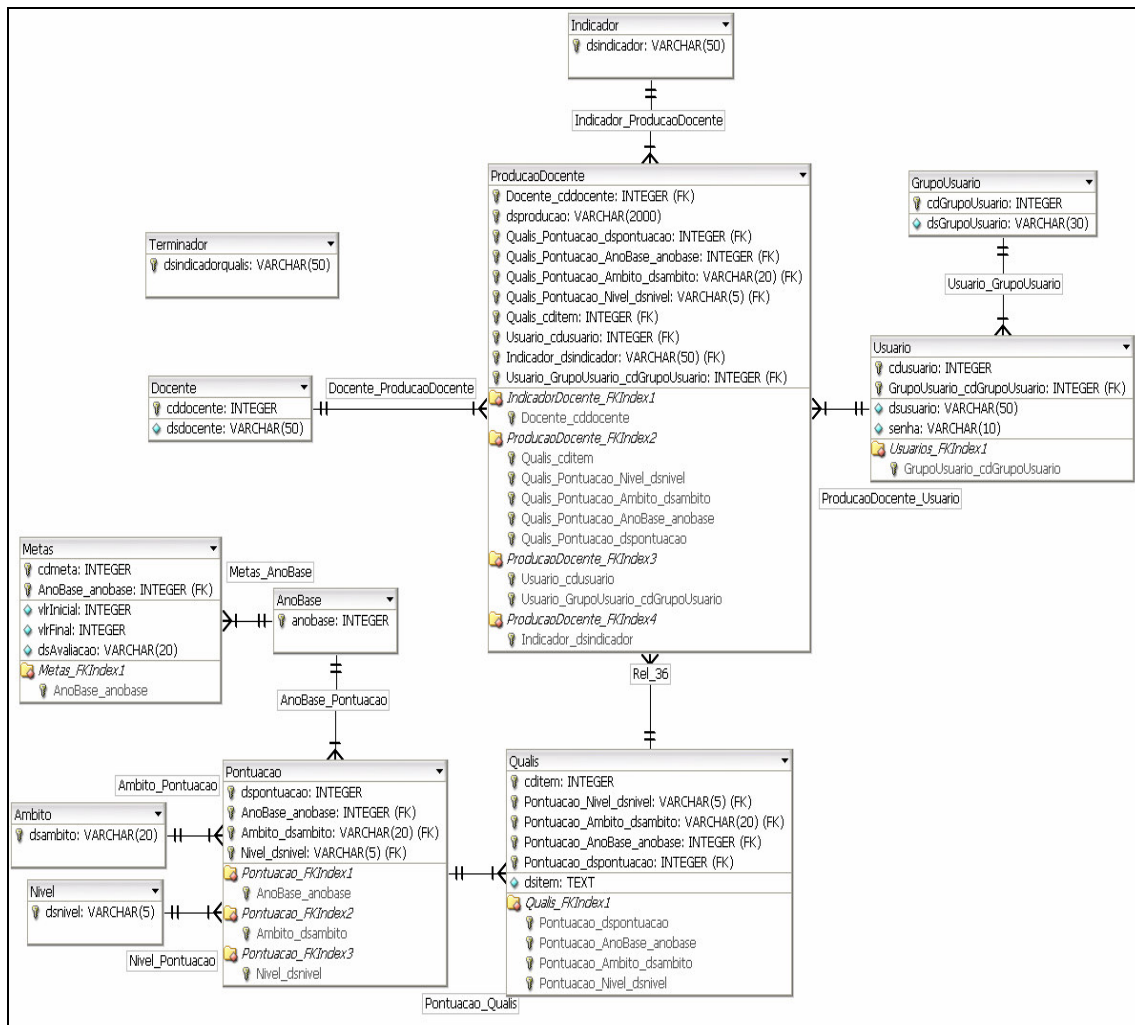 Indicador
dsindicador: VARCHAR(50)
Indicador_ProducaoDocente
ProducaoDocente
Docente_cddocente: INTEGER (FK)
dsproducao: VARCHAR(2000)
Qualis_Pontuacao_dspontuacao: INTEGER (FK)
Qualis_Pontuacao_AnoBase_anobase: INTEGER (FK)
Qualis_Pontuacao_Ambito_dsambito: VARCHAR(20) (FK)
Qualis_Pontuacao_Nivel_dsnivel: VARCHAR(5) (FK)
Qualis_cditem: INTEGER (FK)
Usuario_cdusuario: INTEGER (FK)
Indicador_dsindicador: VARCHAR(50) (FK)
Usuario_GrupoUsuario_cdGrupoUsuario: INTEGER (FK)
IndicadorDocente_FKIndex1
Docente_cddocente
ProducaoDocente_FKIndex2
Qualis_cditem
Qualis_Pontuacao_Nivel_dsnivel
Qualis_Pontuacao_Ambito_dsambito
Qualis_Pontuacao_AnoBase_anobase
Qualis_Pontuacao_dspontuacao
ProducaoDocente_FKIndex3
Usuario_cdusuario
Usuario_GrupoUsuario_cdGrupoUsuario
ProducaoDocente_FKIndex4
Indicador_dsindicador
GrupoUsuario
cdGrupoUsuario: INTEGER
dsGrupoUsuario: VARCHAR(30)
Usuario_GrupoUsuario
Usuario
cdusuario: INTEGER
GrupoUsuario_cdGrupoUsuario: INTEGER (FK)
dsusuario: VARCHAR(50)
senha: VARCHAR(10)
Usuarios_FKIndex1
GrupoUsuario_cdGrupoUsuario
ProducaoDocente_Usuario
Terminador
dsindicadorqualis: VARCHAR(50)
Docente
cddocente: INTEGER
dsdocente: VARCHAR(50)
Docente_ProducaoDocente
Metas
cdmeta: INTEGER
AnoBase_anobase: INTEGER (FK)
vlrInicial: INTEGER
vlrFinal: INTEGER
dsAvaliacao: VARCHAR(20)
Metas_FKIndex1
AnoBase_anobase
Metas_AnoBase
AnoBase
anobase: INTEGER
AnoBase_Pontuacao
Rel_36
Ambito_Pontuacao
Ambito
dsambito: VARCHAR(20)
Nivel
dsnivel: VARCHAR(5)
Nivel_Pontuacao
Pontuacao
dspontuacao: INTEGER
AnoBase_anobase: INTEGER (FK)
Ambito_dsambito: VARCHAR(20) (FK)
Nivel_dsnivel: VARCHAR(5) (FK)
Pontuacao_FKIndex1
AnoBase_anobase
Pontuacao_FKIndex2
Ambito_dsambito
Pontuacao_FKIndex3
Nivel_dsnivel
Pontuacao_Qualis
Qualis
cditem: INTEGER
Pontuacao_Nivel_dsnivel: VARCHAR(5) (FK)
Pontuacao_Ambito_dsambito: VARCHAR(20) (FK)
Pontuacao_AnoBase_anobase: INTEGER (FK)
Pontuacao_dspontuacao: INTEGER (FK)
dsitem: TEXT
Qualis_FKIndex1
Pontuacao_dspontuacao
Pontuacao_AnoBase_anobase
Pontuacao_Ambito_dsambito
Pontuacao_Nivel_dsnivel